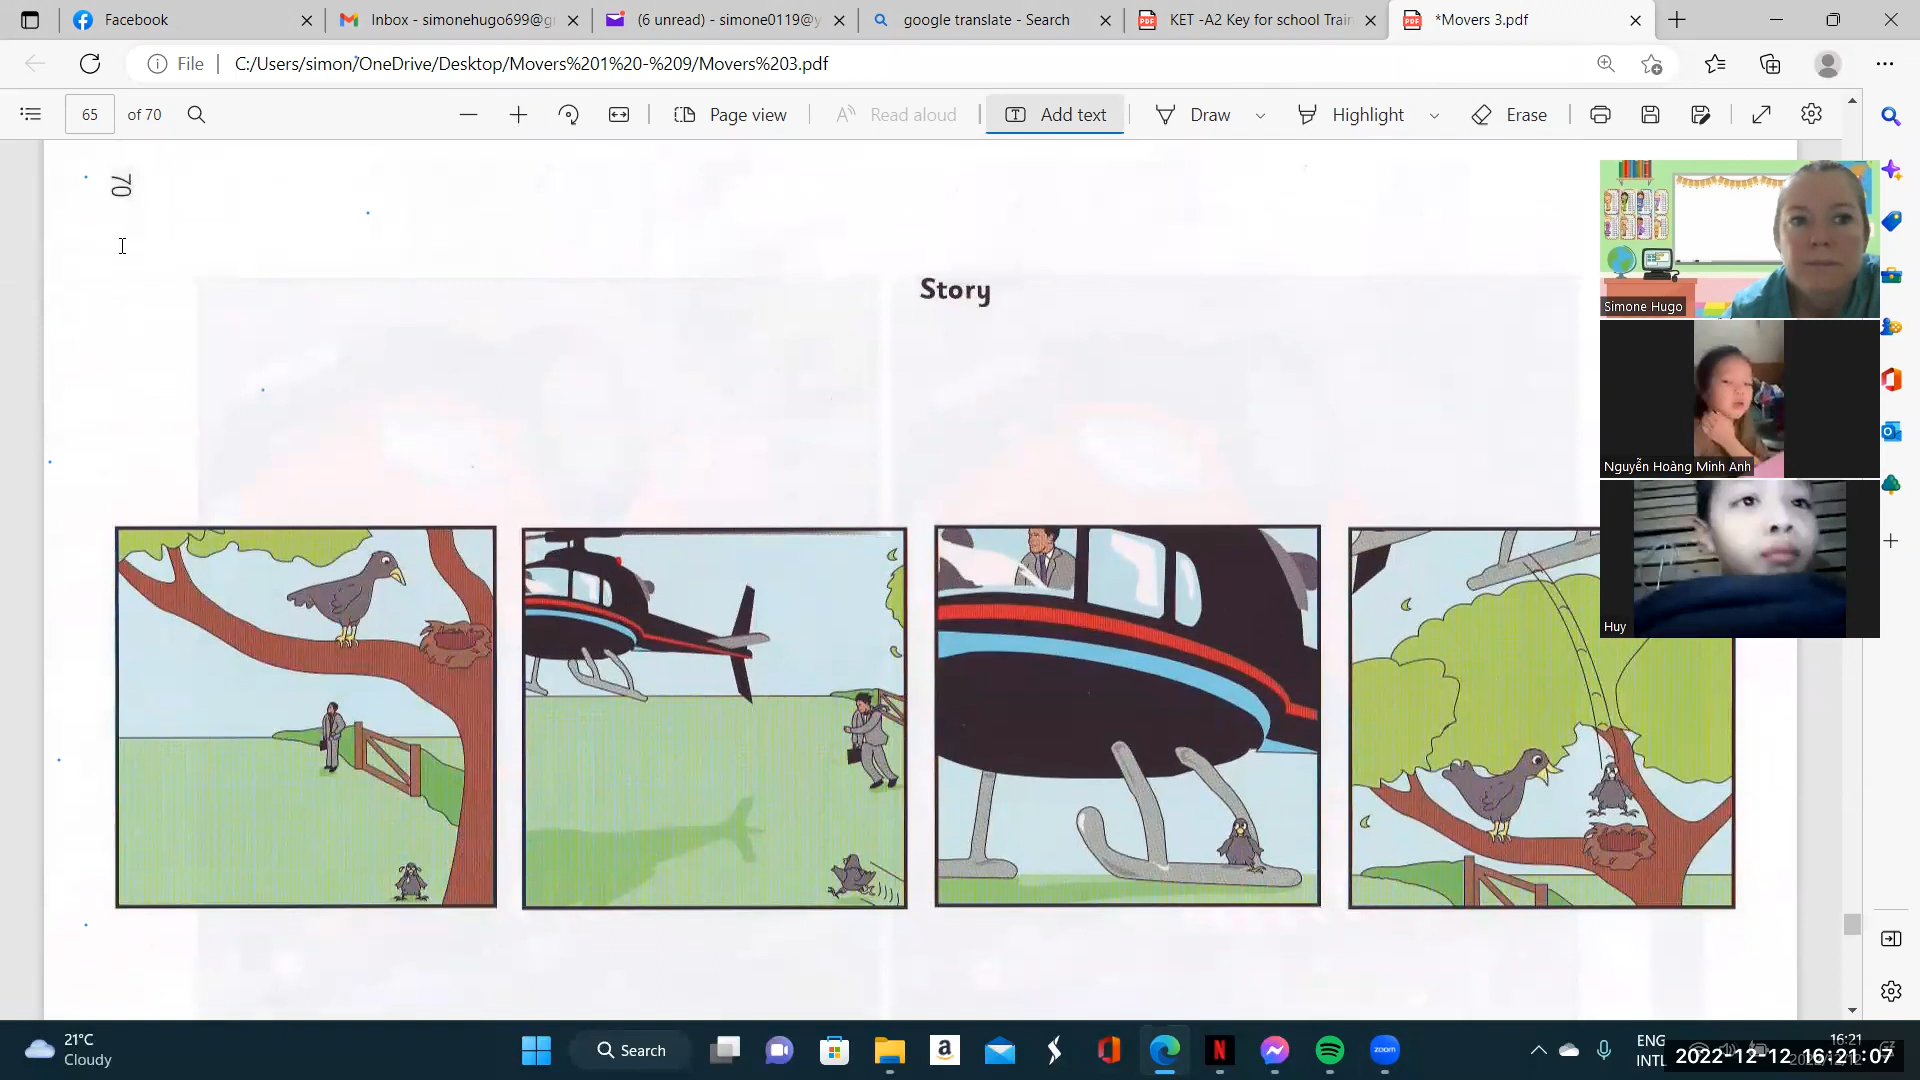 Facebook
Inbox - simonehugo699@g
(6 unread) - simone0119@y
google translate - Search
KET -A2 Key for school Train
*Movers 3.pdf
File
C:/Users/simon/OneDrive/Desktop/Movers%201%20-%209/Movers%203.pdf
65
of 70
Page view
Read aloud
Add text
Draw
Highlight
Erase
70
Story
Simone Hugo
Nguyễn Hoàng Minh Anh
Huy
21°C
Cloudy
Search
zoom
ENG
INTL
16:21
2022-12-12 16:21:07